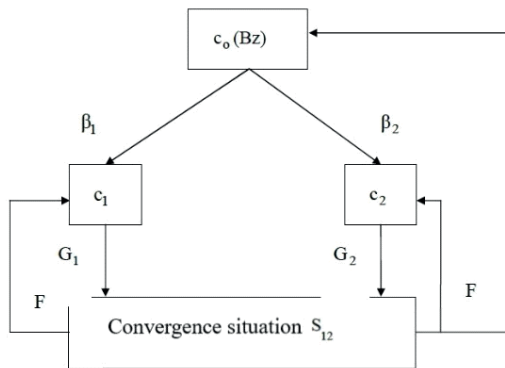 c₀ (Bz)
β₁
β₂
c₁
c₂
G₁
G₂
F
F
Convergence situation S₁₂